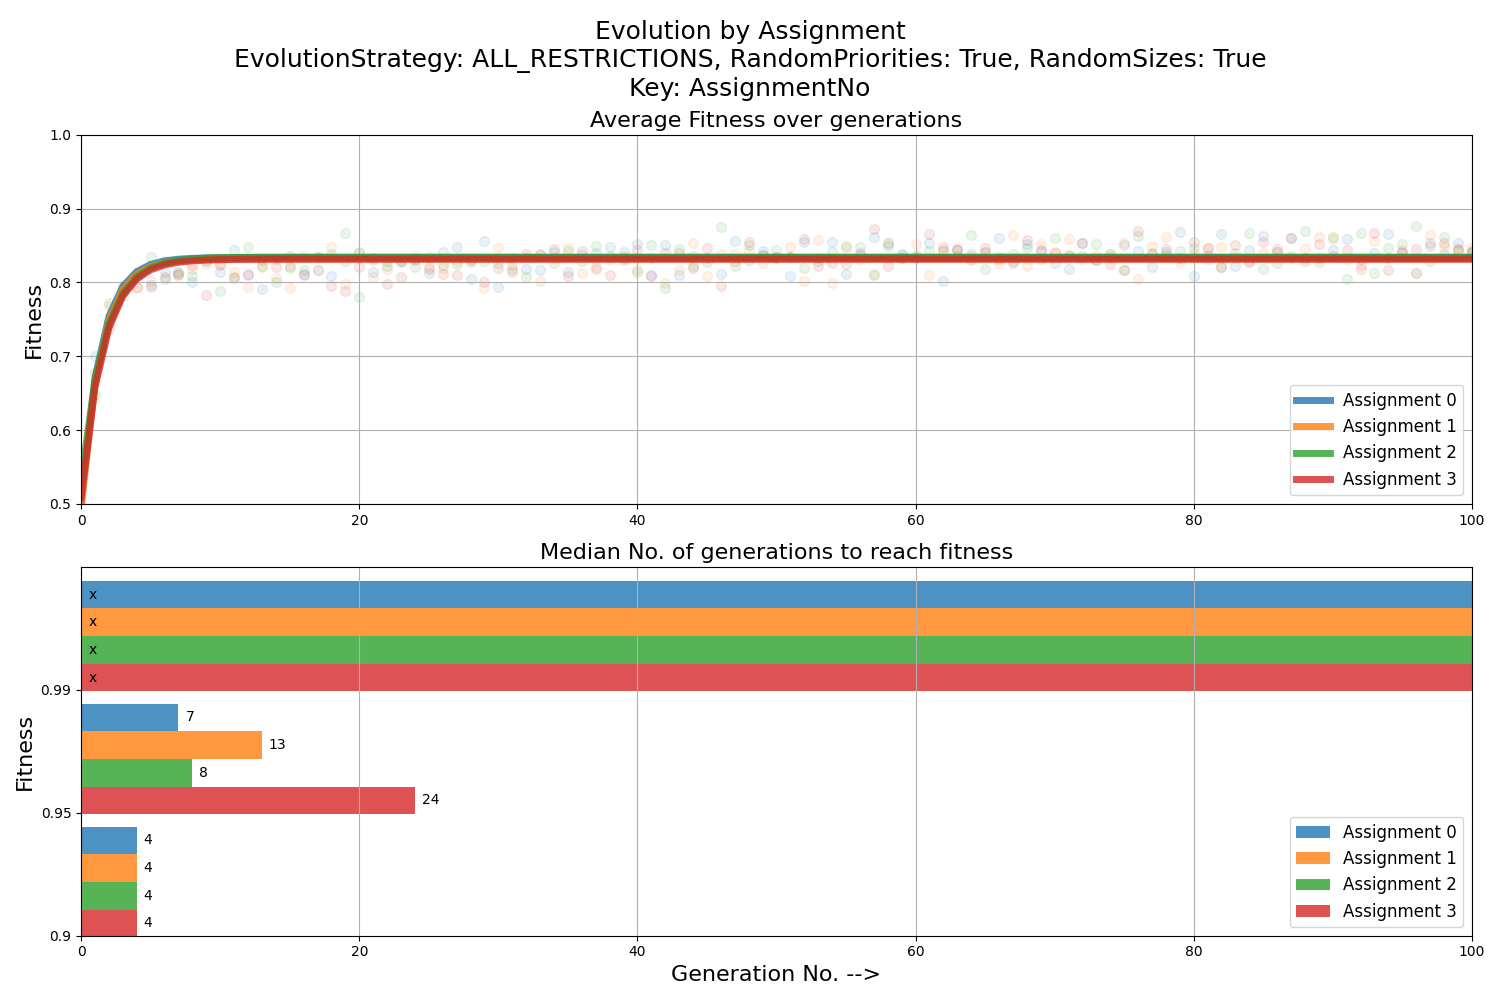 Evolution by Assignment
EvolutionStrategy: ALL_RESTRICTIONS, RandomPriorities: True, RandomSizes: True
Key: AssignmentNo
Average Fitness over generations
1.0
0.9
0.8
0.7
0.6
0.5
Fitness
0 20 40 60 80 100
Assignment 0
Assignment 1
Assignment 2
Assignment 3
Median No. of generations to reach fitness
x
x
x
x
0.99
7
13
8
24
0.95
4
4
4
4
0.9
Fitness
Assignment 0
Assignment 1
Assignment 2
Assignment 3
0 20 40 60 80 100
Generation No. -->